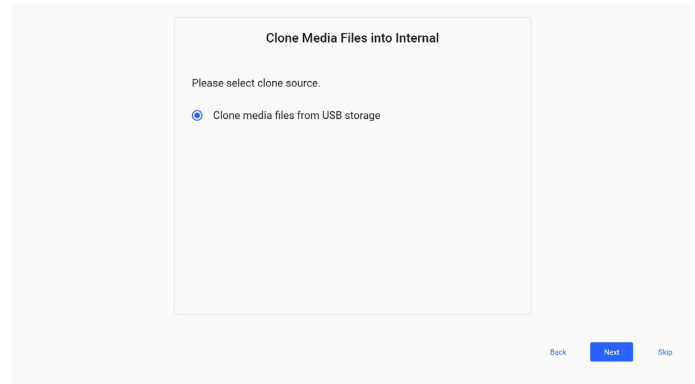 Clone Media Files into Internal
Please select clone source.
Clone media files from USB storage
Back Next Skip